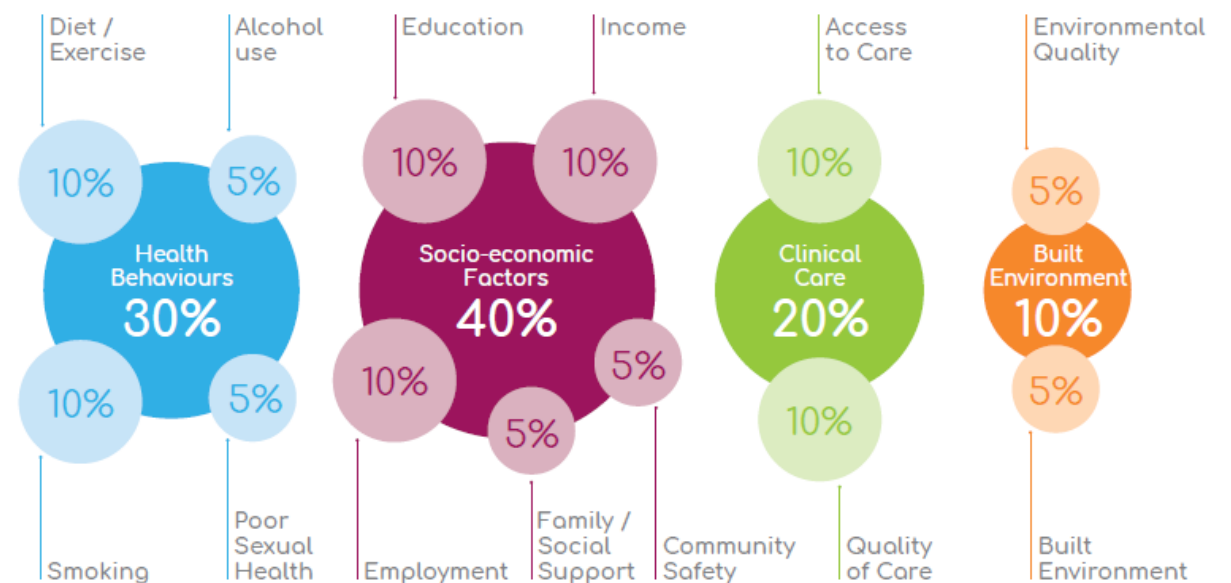 Diet /
Exercise
Alcohol
use
Education
Income
Access
to Care
Environmental
Quality
10%
5%
10%
10%
10%
5%
Health
Behaviours
30%
Socio-economic
Factors
40%
Clinical
Care
20%
Built
Environment
10%
10%
5%
10%
5%
5%
10%
5%
Smoking
Poor
Sexual
Health
Employment
Family /
Social
Support
Community
Safety
Quality
of Care
Built
Environment